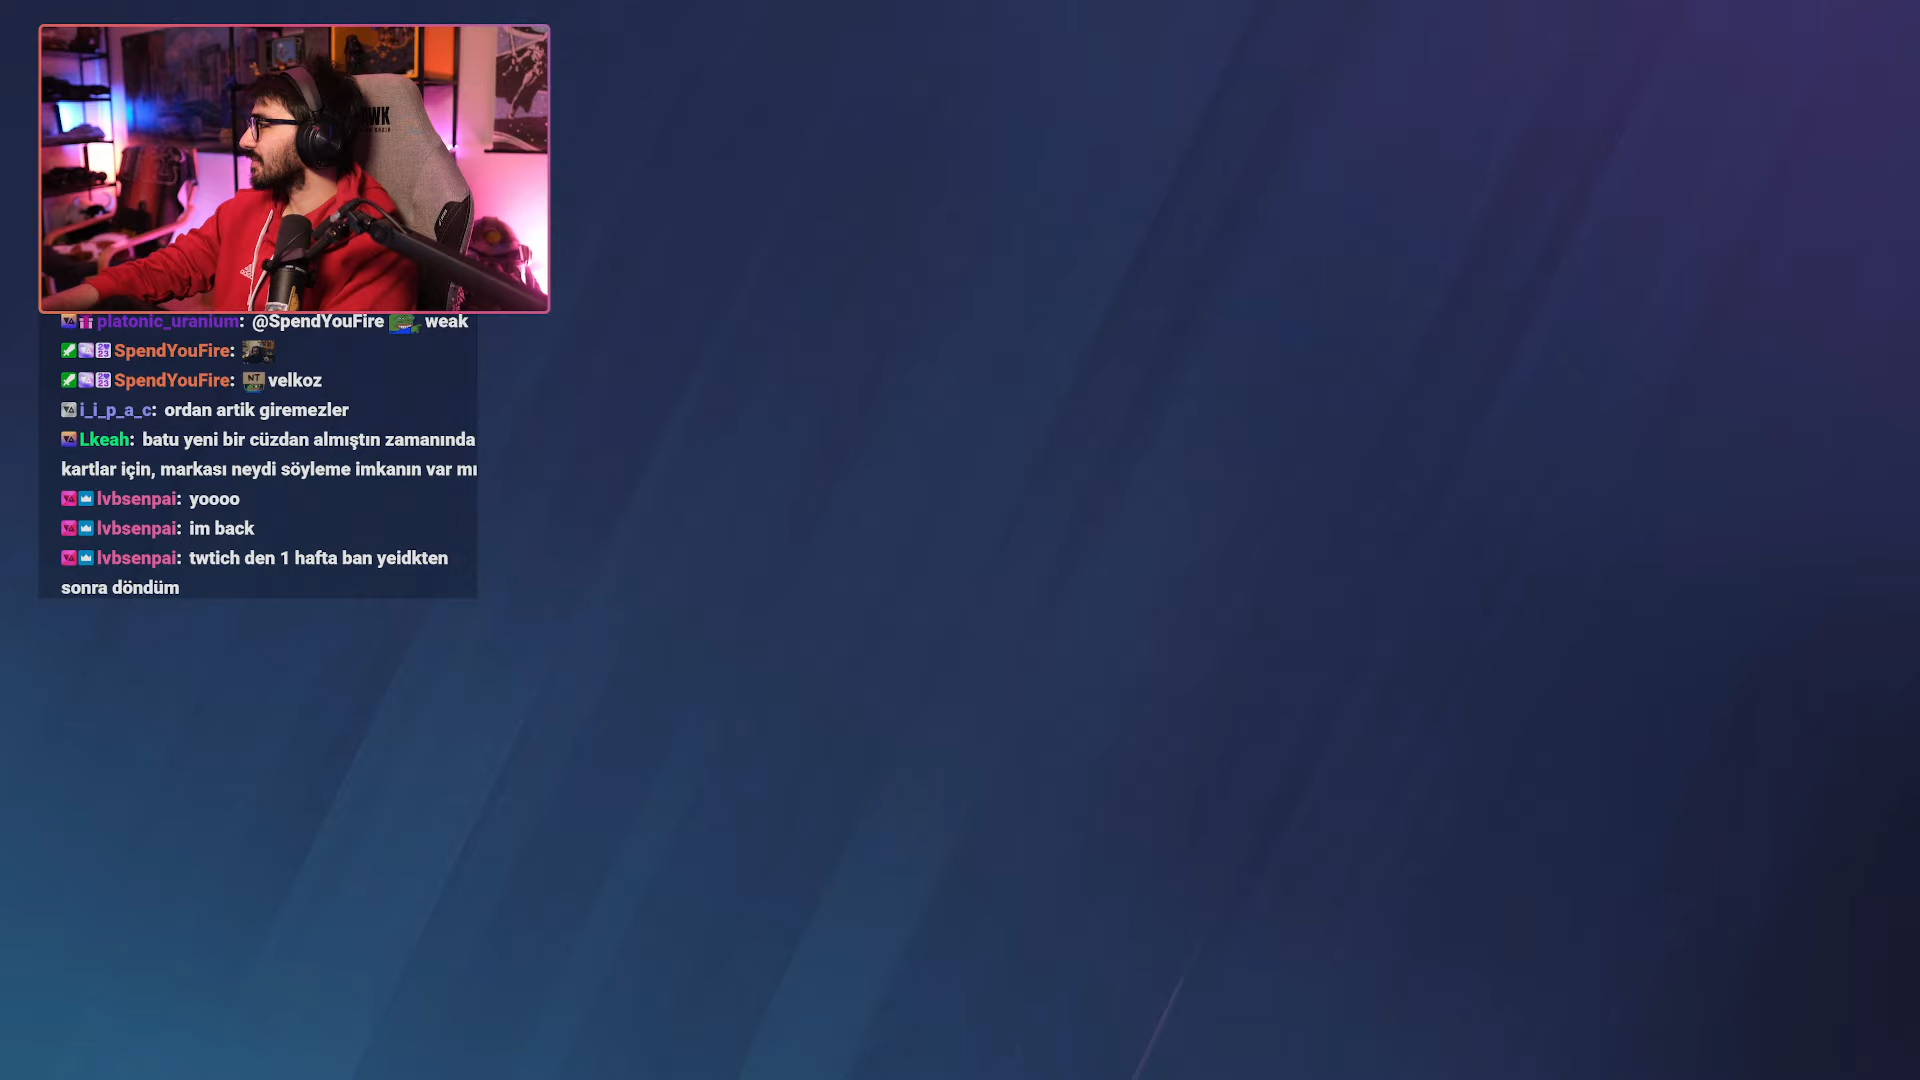 AWK
platonic_uranium: @SpendYouFire weak
SpendYouFire:
SpendYouFire: NT velkoz
i_i_p_a_c: ordan artik giremezler
Lkeah: batu yeni bir cüzdan almıştın zamanında
kartlar için, markası neydi söyleme imkanın var mı
lvbsenpai: yoooo
lvbsenpai: im back
lvbsenpai: twtich den 1 hafta ban yeidkten
sonra döndüm